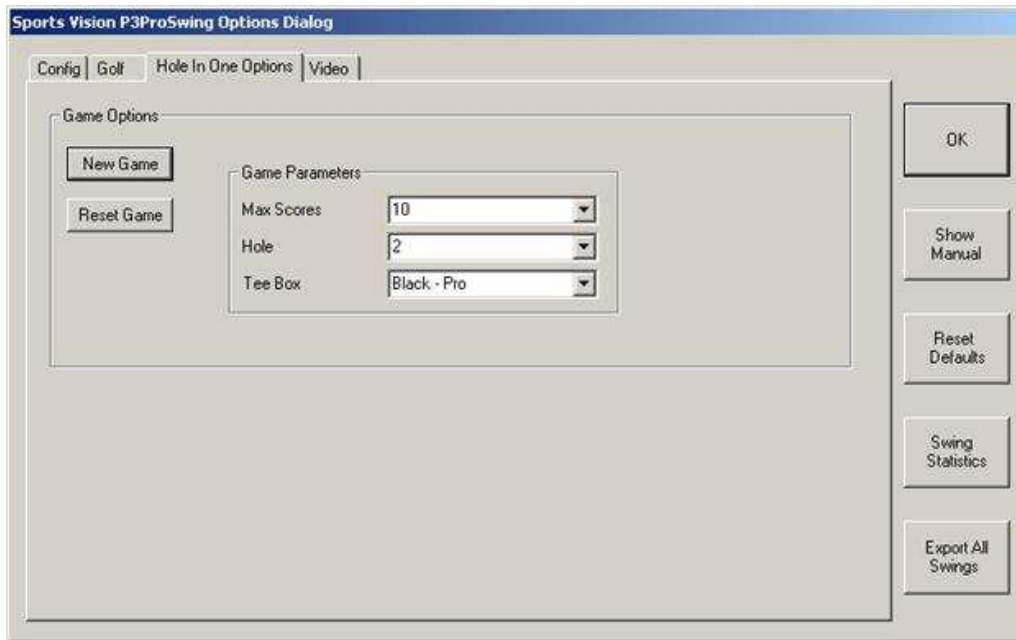 Sports Vision P3ProSwing Options Dialog
Config Golf Hole In One Options Video
Game Options
New Game
Reset Game
Game Parameters
Max Scores 10
Hole 2
Tee Box Black - Pro
OK
Show
Manual
Reset
Defaults
Swing
Statistics
Export All
Swings